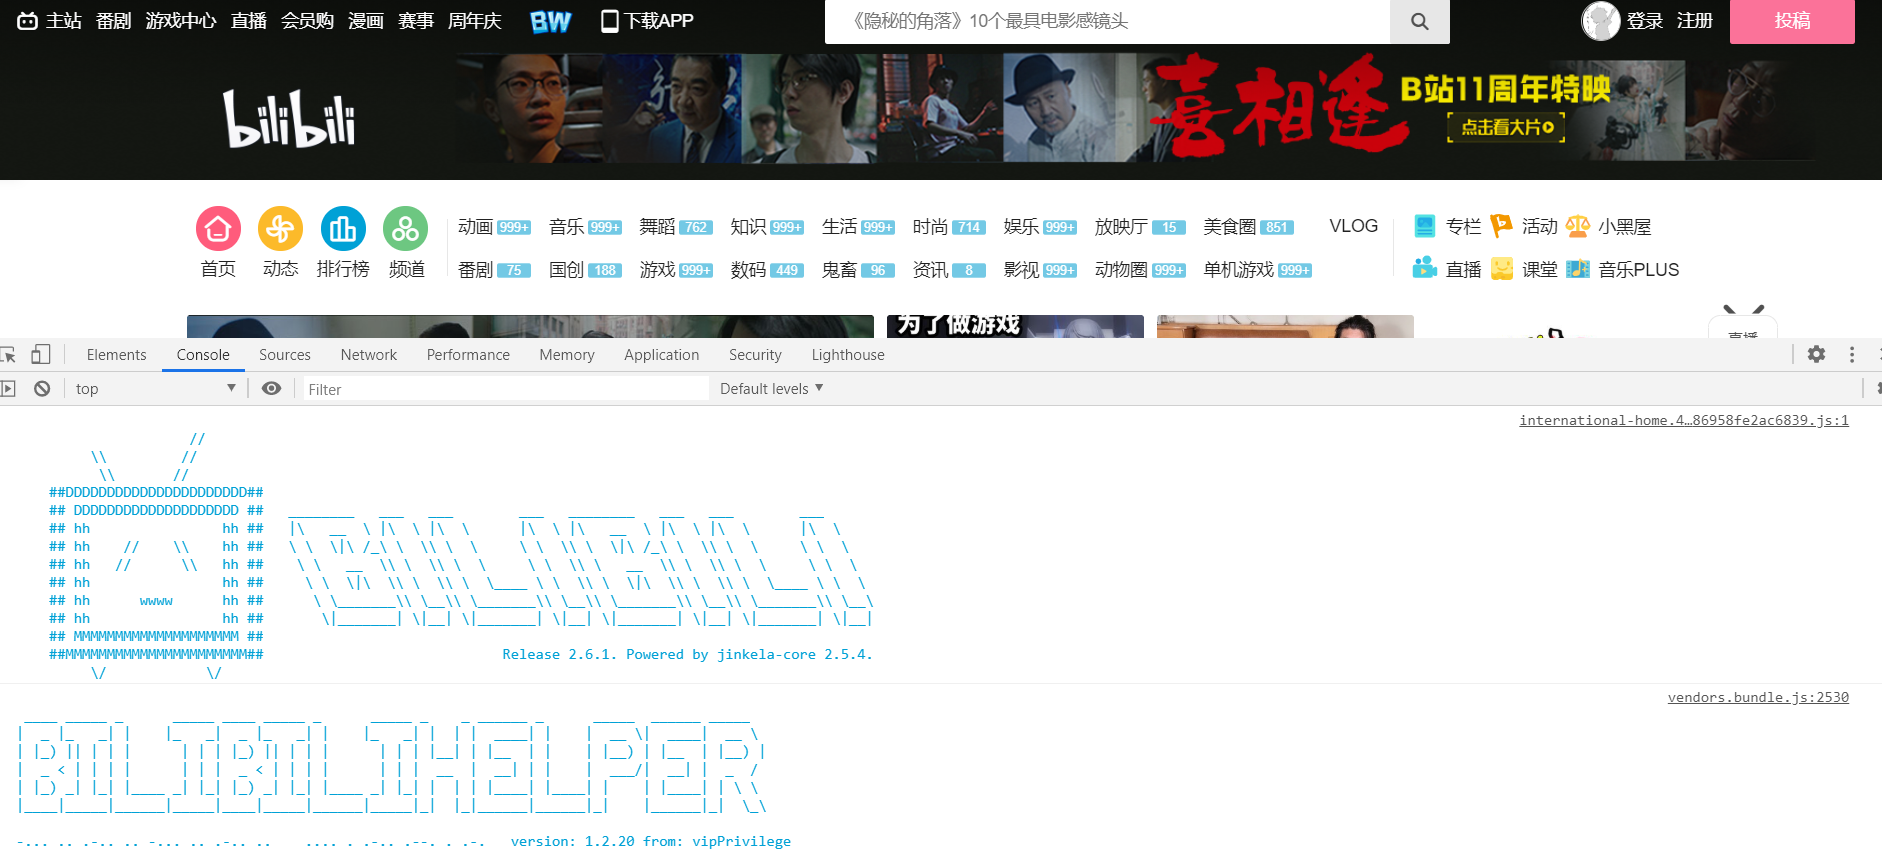 主站 番剧 游戏中心 直播 会员购 漫画 赛事 周年庆 BW 下载APP 《隐秘的角落》10个最具电影感镜头 登录 注册 投稿
bilibili 喜相逢 B站11周年特映
点击看大片
动画 999+ 音乐 999+ 舞蹈 762 知识 999+ 生活 999+ 时尚 714 娱乐 999+ 放映厅 15 美食圈 851 VLOG 专栏 活动 小黑屋
首页 动态 排行榜 频道 番剧 75 国创 188 游戏 999+ 数码 449 鬼畜 96 资讯 8 影视 999+ 动物圈 999+ 单机游戏 999+ 直播 课堂 音乐PLUS
为了做游戏
直播
Elements Console Sources Network Performance Memory Application Security Lighthouse
top Filter Default levels
international-home.4…86958fe2ac6839.js:1
##DDDDDDDDDDDDDDDDDDDDDD##
## DDDDDDDDDDDDDDDDDDDD ##
## hh hh ##
## hh // \\ hh ##
## hh // \\ hh ##
## hh hh ##
## hh wwww hh ##
## hh hh ##
## MMMMMMMMMMMMMMMMMMMM ##
##MMMMMMMMMMMMMMMMMMMMMM## Release 2.6.1. Powered by jinkela-core 2.5.4.
BILIBILI
vendors.bundle.js:2530
BILIBILIHELPER
-... .. .-.. .. -... .. .-.. .. .... . .-.. .--. . .-. version: 1.2.20 from: vipPrivilege